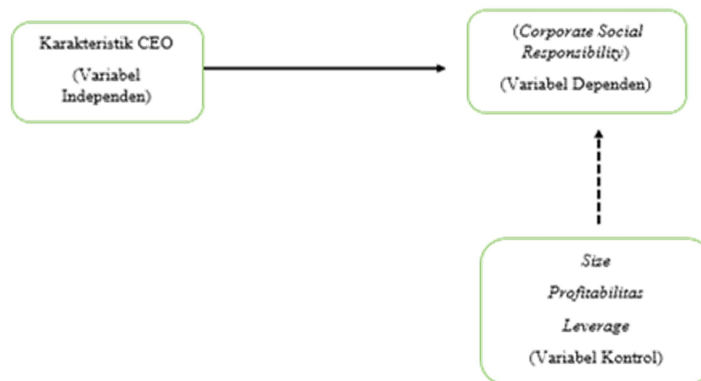 Karakteristik CEO
(Variabel
Independen)
(Corporate Social
Responsibility)
(Variabel Dependen)
Size
Profitabilitas
Leverage
(Variabel Kontrol)